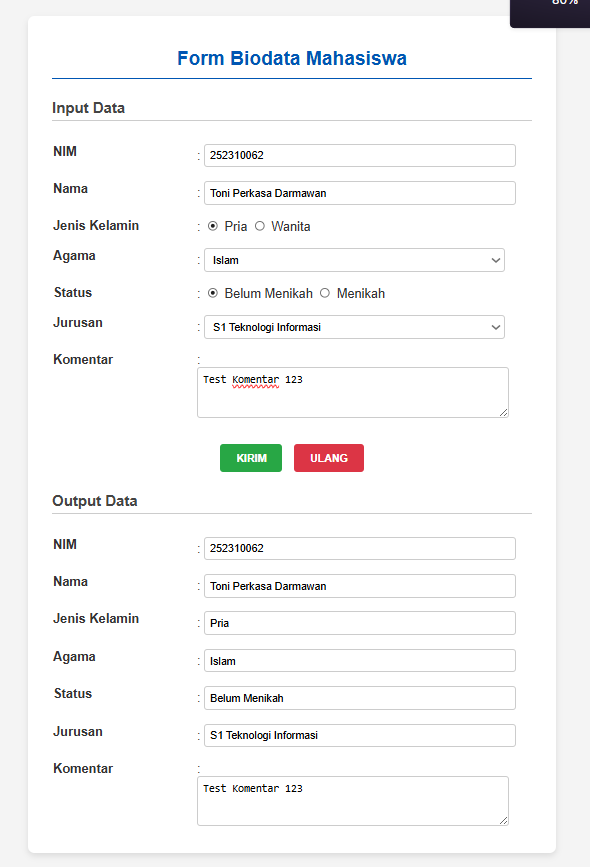 80%
Form Biodata Mahasiswa
Input Data
NIM : 252310062
Nama : Toni Perkasa Darmawan
Jenis Kelamin : Pria Wanita
Agama : Islam
Status : Belum Menikah Menikah
Jurusan : S1 Teknologi Informasi
Komentar :
Test Komentar 123
KIRIM ULANG
Output Data
NIM : 252310062
Nama : Toni Perkasa Darmawan
Jenis Kelamin : Pria
Agama : Islam
Status : Belum Menikah
Jurusan : S1 Teknologi Informasi
Komentar :
Test Komentar 123